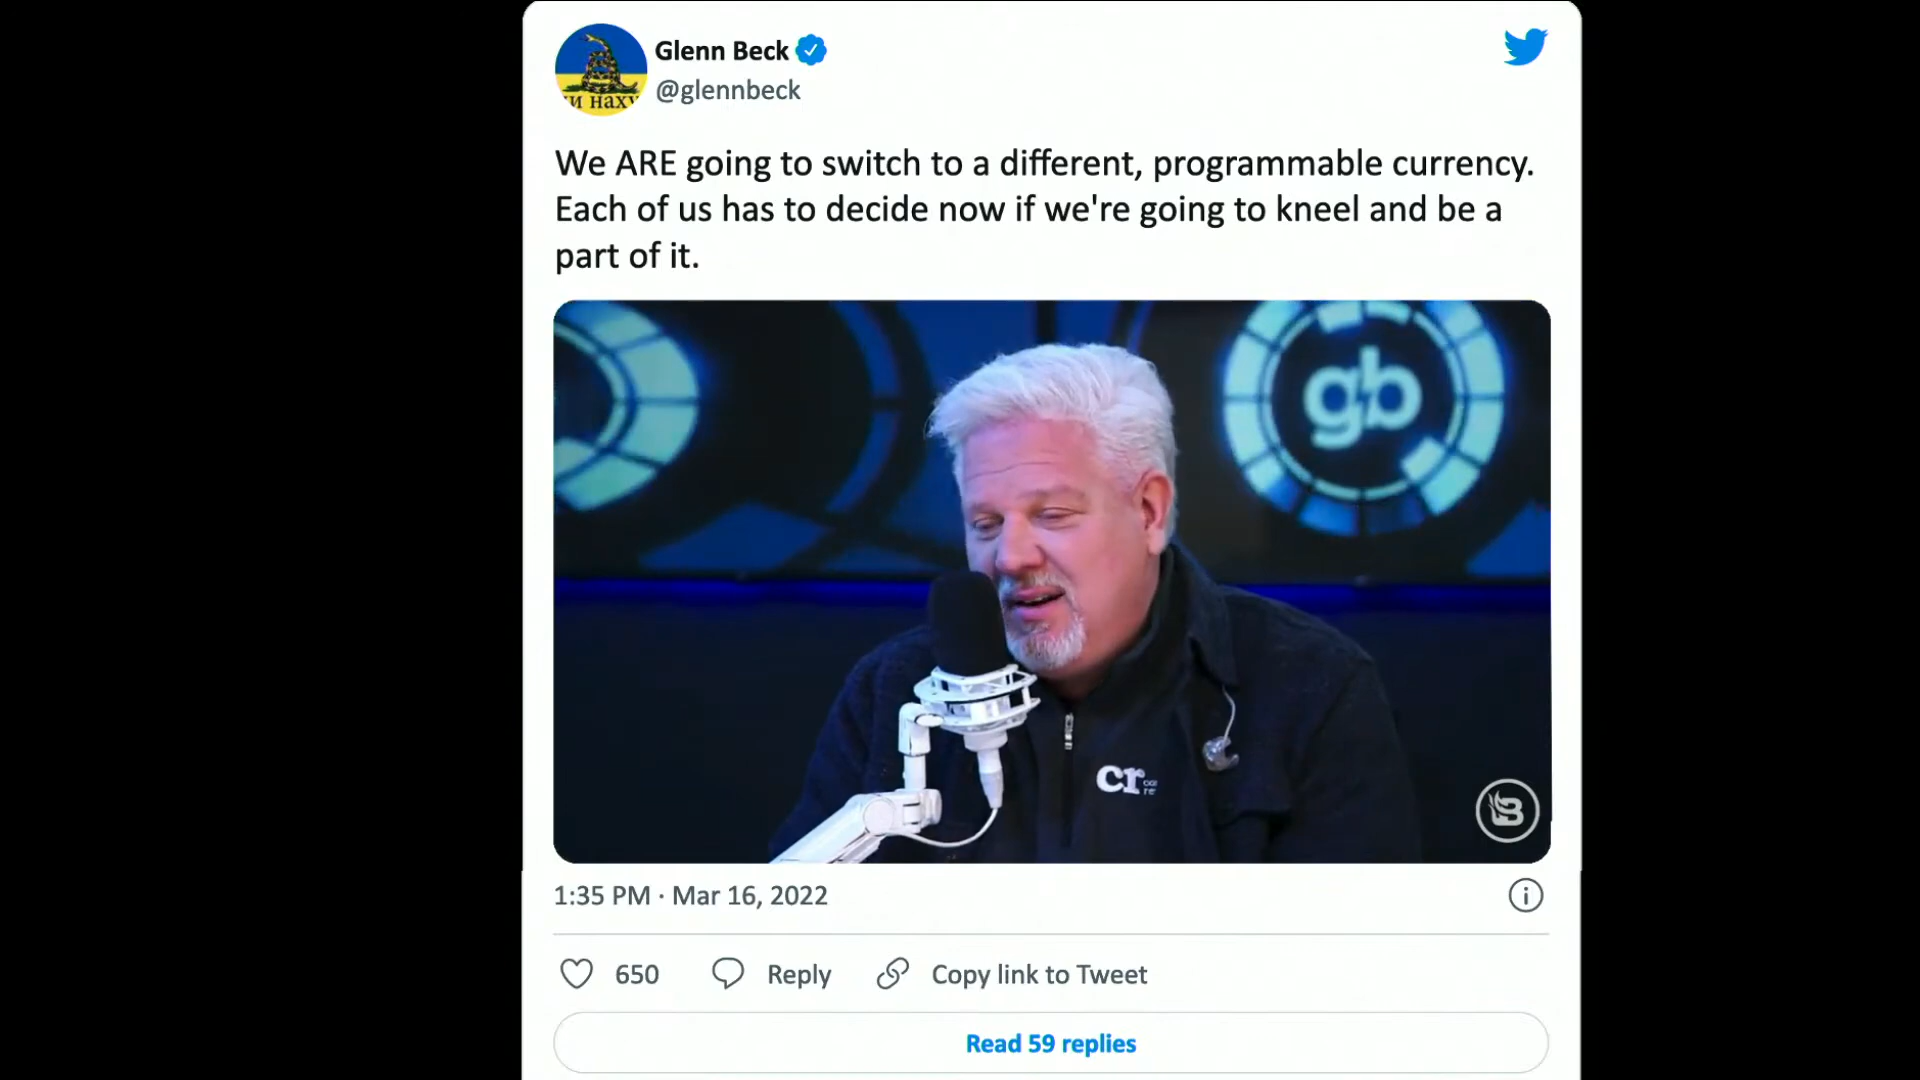 Glenn Beck
@glennbeck
и наху
We ARE going to switch to a different, programmable currency.
Each of us has to decide now if we're going to kneel and be a
part of it.
gb
cr
1:35 PM · Mar 16, 2022
650 Reply Copy link to Tweet
Read 59 replies